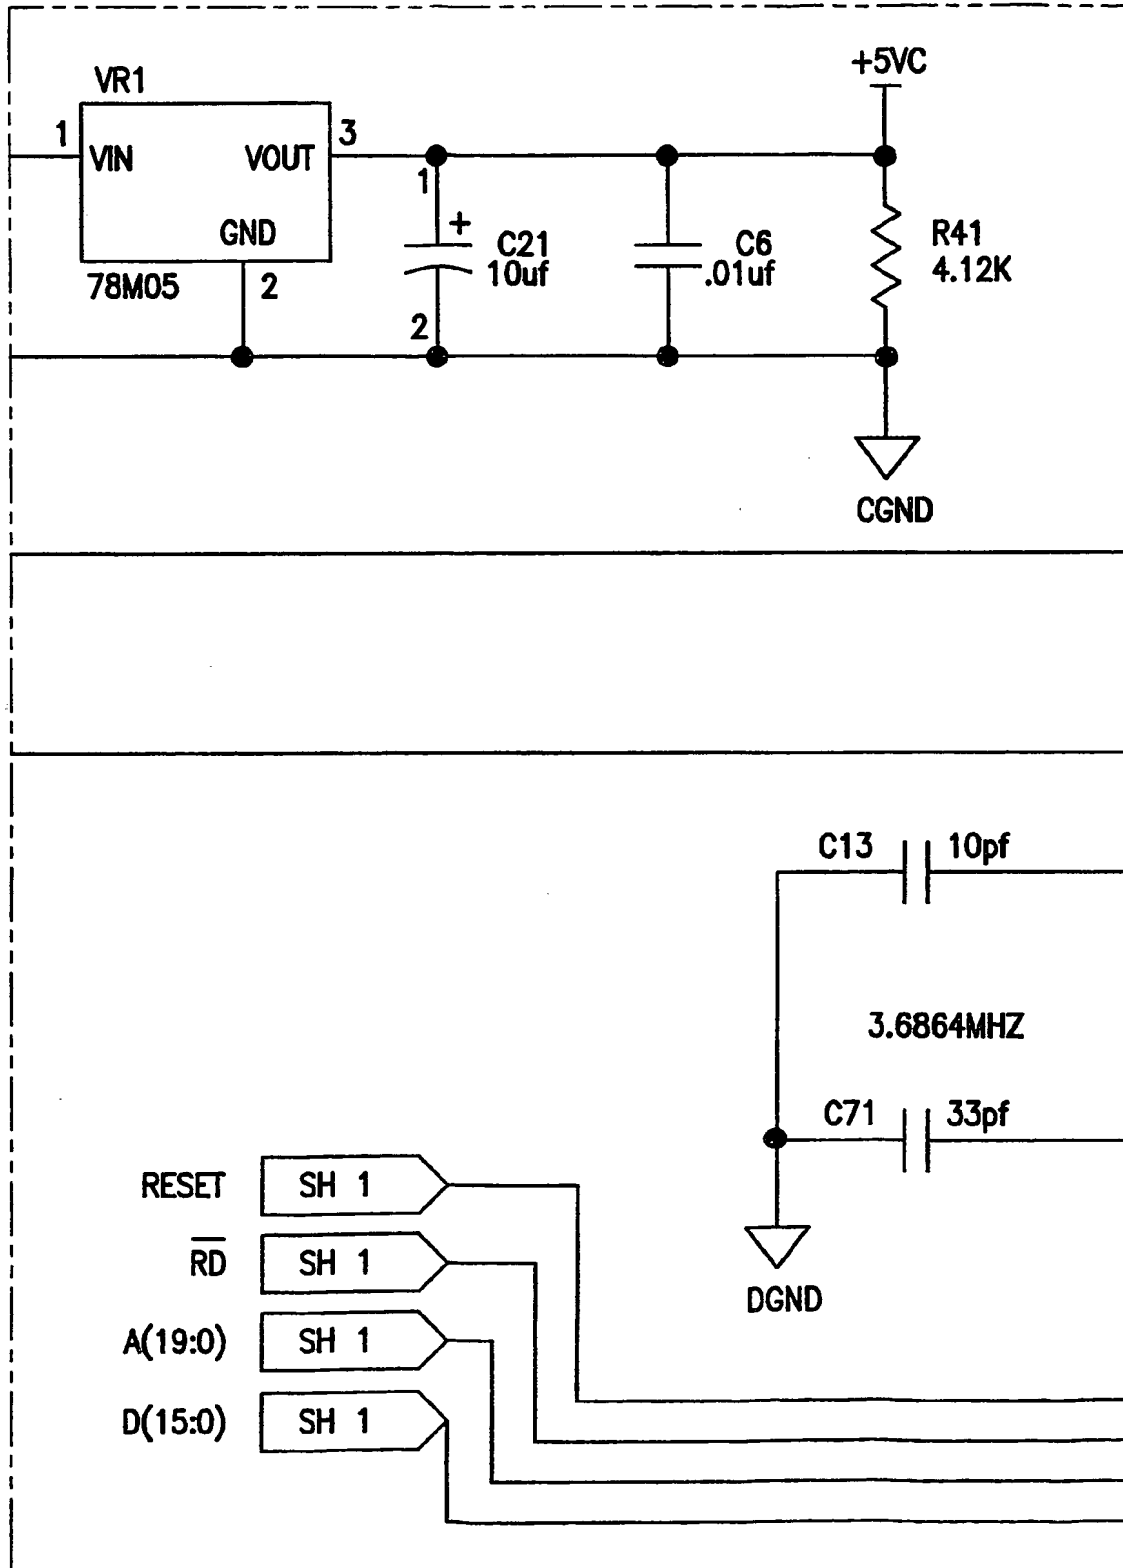 +5VC
VR1
1
VIN
VOUT
3
1
GND
+
C21
10uf
C6
.01uf
R41
4.12K
78M05
2
2
CGND
C13
10pf
3.6864MHZ
C71
33pf
RESET
SH 1
RD
SH 1
DGND
A(19:0)
SH 1
D(15:0)
SH 1